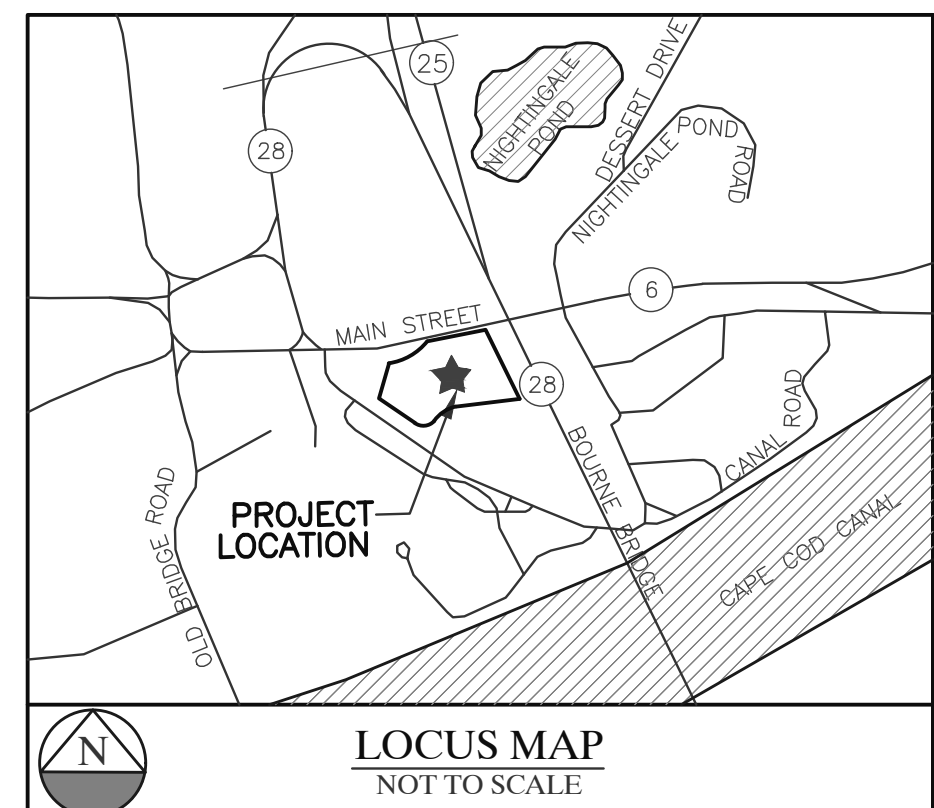 25
NIGHTINGALE
POND
DESSERT DRIVE
NIGHTINGALE POND ROAD
28
6
MAIN STREET
28
CANAL ROAD
BOURNE BRIDGE
OLD BRIDGE ROAD
PROJECT
LOCATION
CAPE COD CANAL
N
LOCUS MAP
NOT TO SCALE